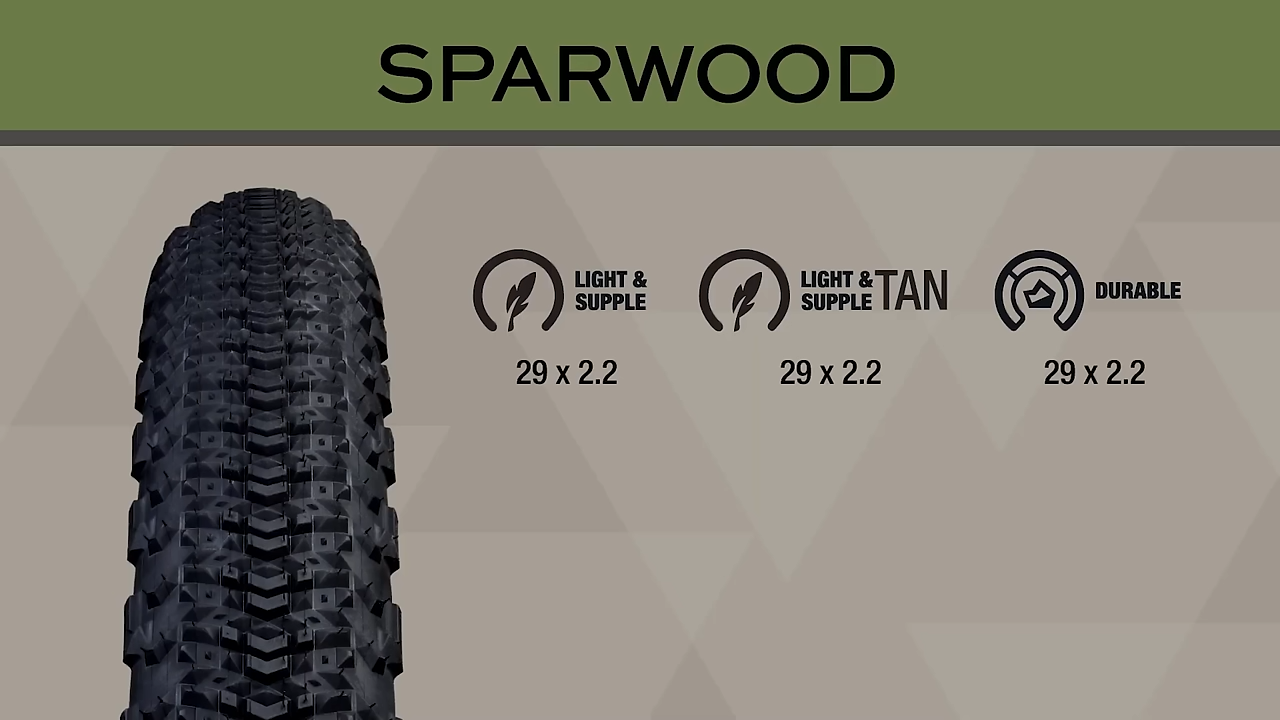 SPARWOOD
LIGHT &
SUPPLE
LIGHT &
SUPPLE TAN
DURABLE
29 x 2.2
29 x 2.2
29 x 2.2